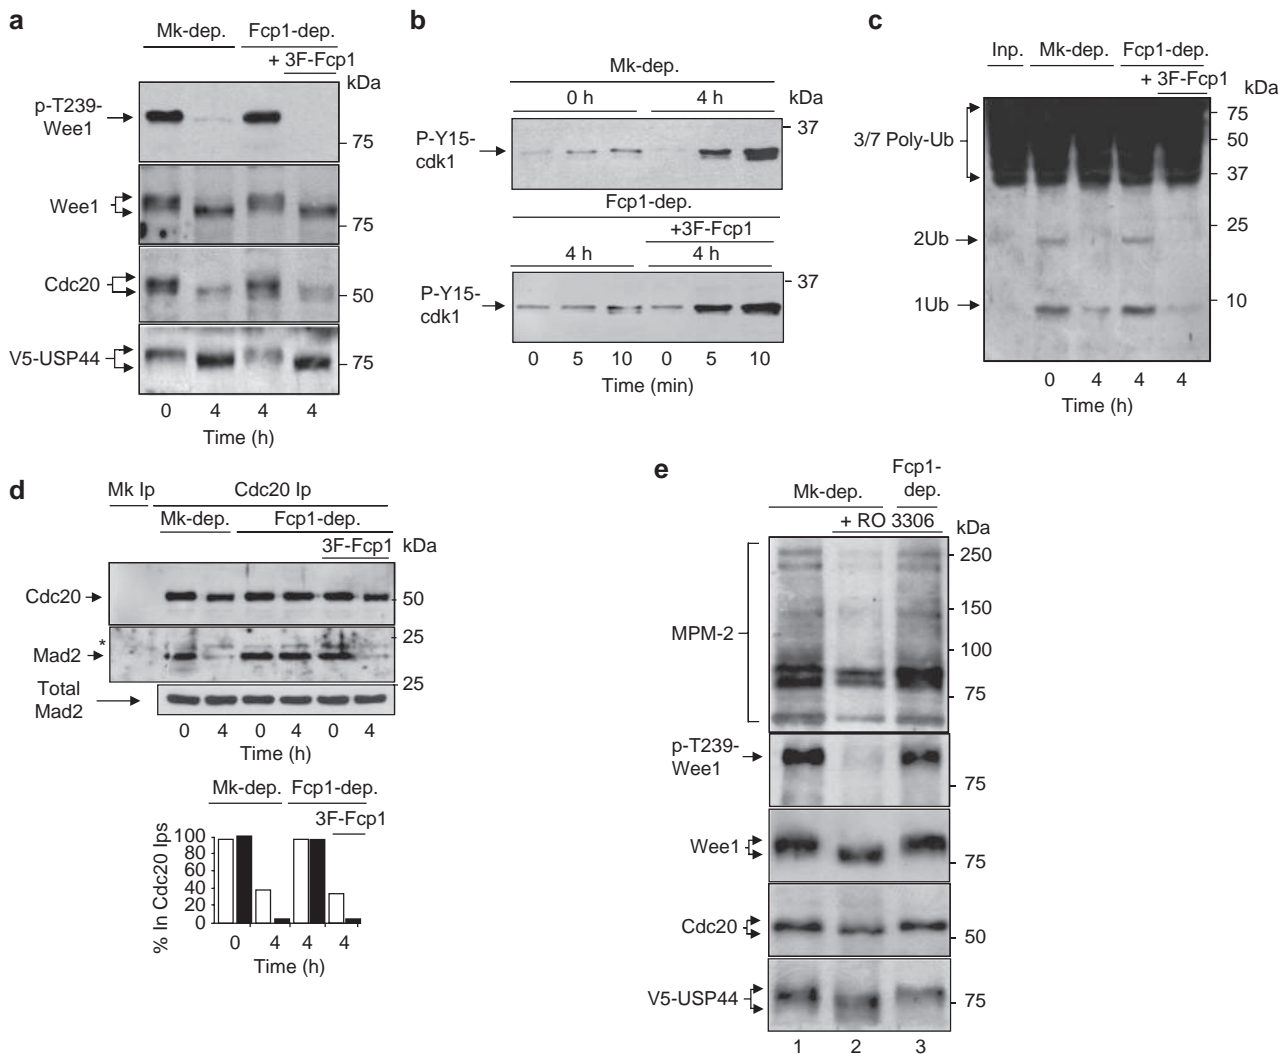 a
Mk-dep. Fcp1-dep.
+ 3F-Fcp1
kDa
p-T239-
Wee1
75
Wee1
75
Cdc20
50
V5-USP44
75
0 4 4 4
Time (h)
b
Mk-dep.
0 h 4 h kDa
P-Y15-
cdk1
37
Fcp1-dep.
+3F-Fcp1
4 h 4 h
P-Y15-
cdk1
37
0 5 10 0 5 10
Time (min)
c
Inp. Mk-dep. Fcp1-dep.
+ 3F-Fcp1
kDa
3/7 Poly-Ub
75
50
37
25
2Ub
1Ub
10
0 4 4 4
Time (h)
d
Mk Ip Cdc20 Ip
Mk-dep. Fcp1-dep.
3F-Fcp1 kDa
Cdc20
50
25
*
Mad2
25
Total
Mad2
0 4 0 4 0 4
Time (h)
Mk-dep. Fcp1-dep.
3F-Fcp1
% In Cdc20 Ips
100
80
60
40
20
0
0 4 4 4
Time (h)
e
Fcp1-
Mk-dep. dep.
+ RO 3306
kDa
250
150
MPM-2
100
75
p-T239-
Wee1
75
Wee1
75
Cdc20
50
V5-USP44
75
1 2 3